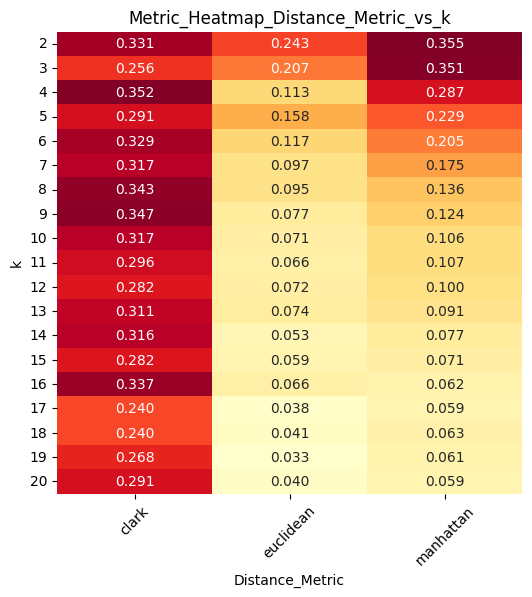 Metric_Heatmap_Distance_Metric_vs_k
2 0.331 0.243 0.355
3 0.256 0.207 0.351
4 0.352 0.113 0.287
5 0.291 0.158 0.229
6 0.329 0.117 0.205
7 0.317 0.097 0.175
8 0.343 0.095 0.136
9 0.347 0.077 0.124
10 0.317 0.071 0.106
11 0.296 0.066 0.107
12 0.282 0.072 0.100
13 0.311 0.074 0.091
14 0.316 0.053 0.077
15 0.282 0.059 0.071
16 0.337 0.066 0.062
17 0.240 0.038 0.059
18 0.240 0.041 0.063
19 0.268 0.033 0.061
20 0.291 0.040 0.059
k
clark euclidean manhattan
Distance_Metric